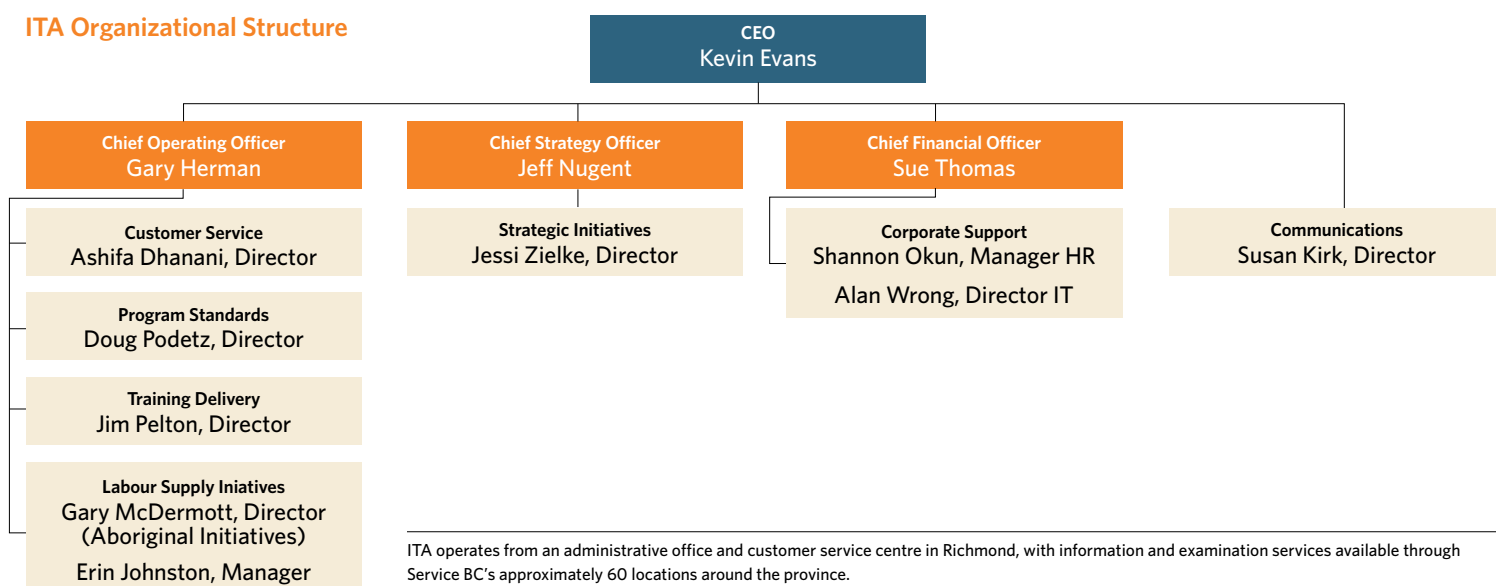 ITA Organizational Structure
CEO
Kevin Evans
Chief Operating Officer
Gary Herman
Chief Strategy Officer
Jeff Nugent
Chief Financial Officer
Sue Thomas
Customer Service
Ashifa Dhanani, Director
Strategic Initiatives
Jessi Zielke, Director
Corporate Support
Shannon Okun, Manager HR
Alan Wrong, Director IT
Communications
Susan Kirk, Director
Program Standards
Doug Podetz, Director
Training Delivery
Jim Pelton, Director
Labour Supply Iniatives
Gary McDermott, Director
(Aboriginal Initiatives)
Erin Johnston, Manager
ITA operates from an administrative office and customer service centre in Richmond, with information and examination services available through
Service BC's approximately 60 locations around the province.